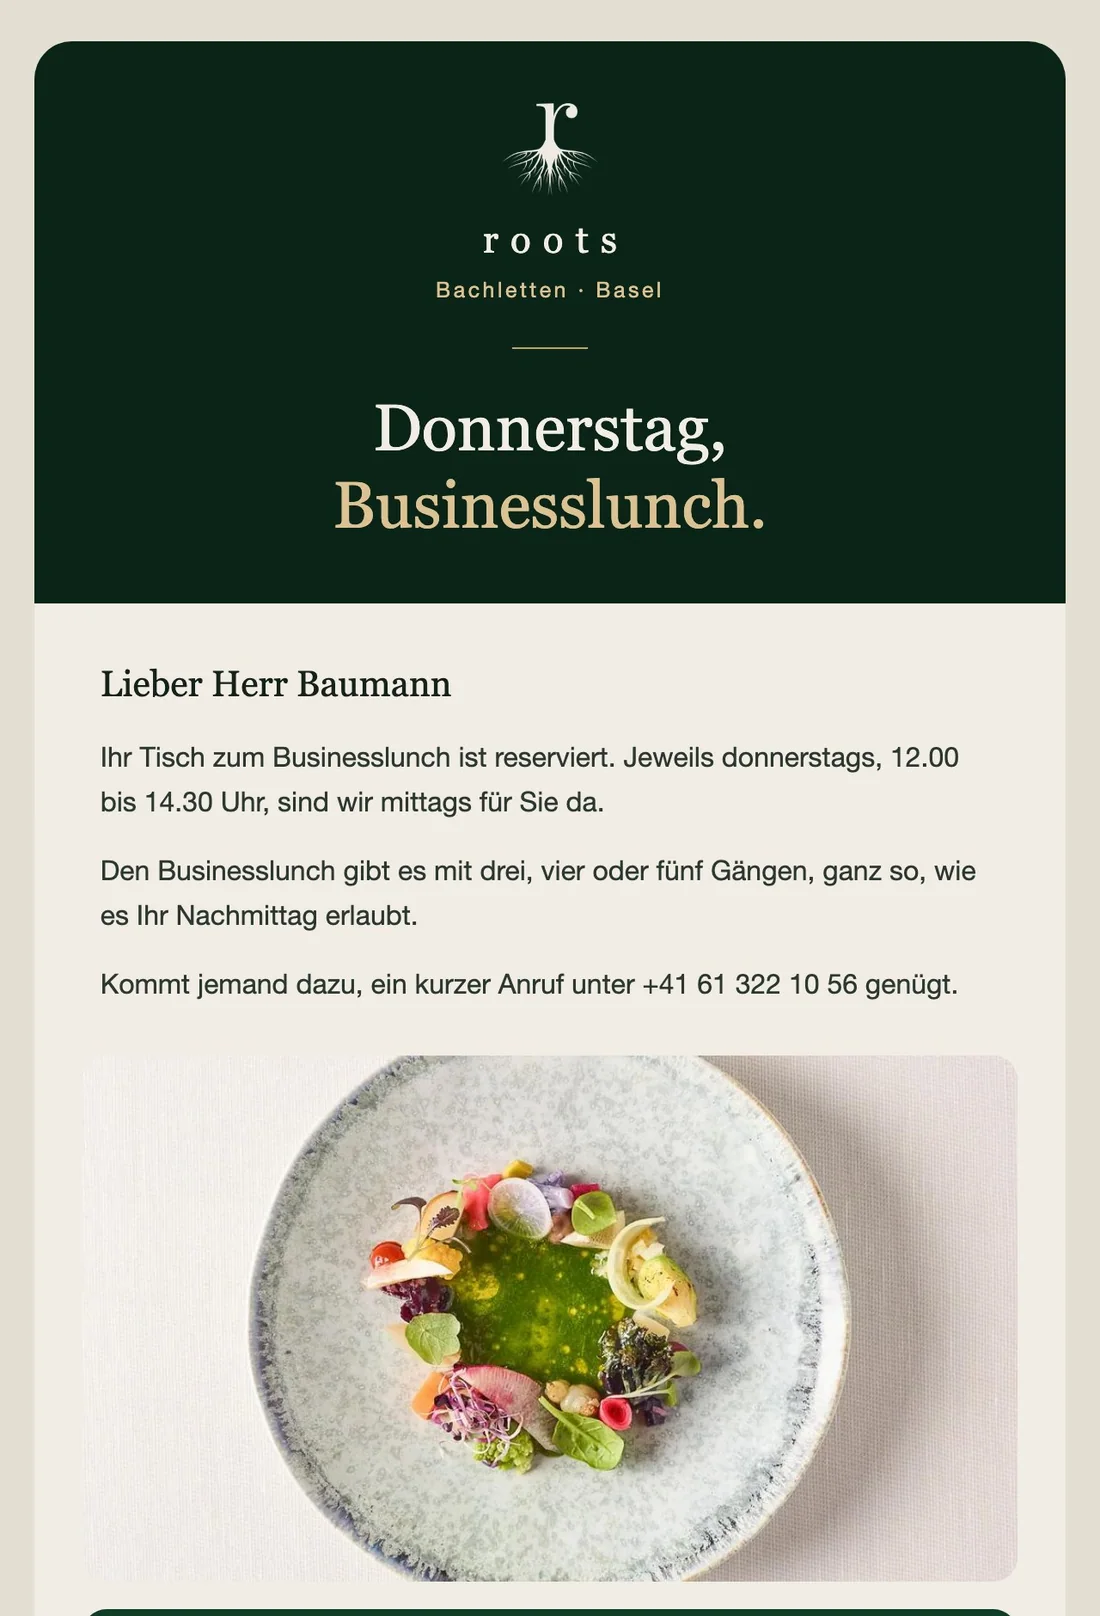 r
roots
Bachletten · Basel
Donnerstag,
Businesslunch.
Lieber Herr Baumann
Ihr Tisch zum Businesslunch ist reserviert. Jeweils donnerstags, 12.00
bis 14.30 Uhr, sind wir mittags für Sie da.
Den Businesslunch gibt es mit drei, vier oder fünf Gängen, ganz so, wie
es Ihr Nachmittag erlaubt.
Kommt jemand dazu, ein kurzer Anruf unter +41 61 322 10 56 genügt.